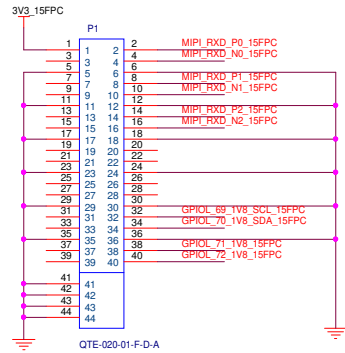 3V3_15FPC
P1
1 1 2 2 MIPI_RXD_P0_15FPC
3 3 4 4 MIPI_RXD_N0_15FPC
5 5 6 6
7 7 8 8 MIPI_RXD_P1_15FPC
9 9 10 10 MIPI_RXD_N1_15FPC
11 11 12 12
13 13 14 14 MIPI_RXD_P2_15FPC
15 15 16 16 MIPI_RXD_N2_15FPC
17 17 18 18
19 19 20 20
21 21 22 22
23 23 24 24
25 25 26 26
27 27 28 28
29 29 30 30
31 31 32 32 GPIOL_69_1V8_SCL_15FPC
33 33 34 34 GPIOL_70_1V8_SDA_15FPC
35 35 36 36
37 37 38 38 GPIOL_71_1V8_15FPC
39 39 40 40 GPIOL_72_1V8_15FPC
41 41
42 42
43 43
44 44
QTE-020-01-F-D-A